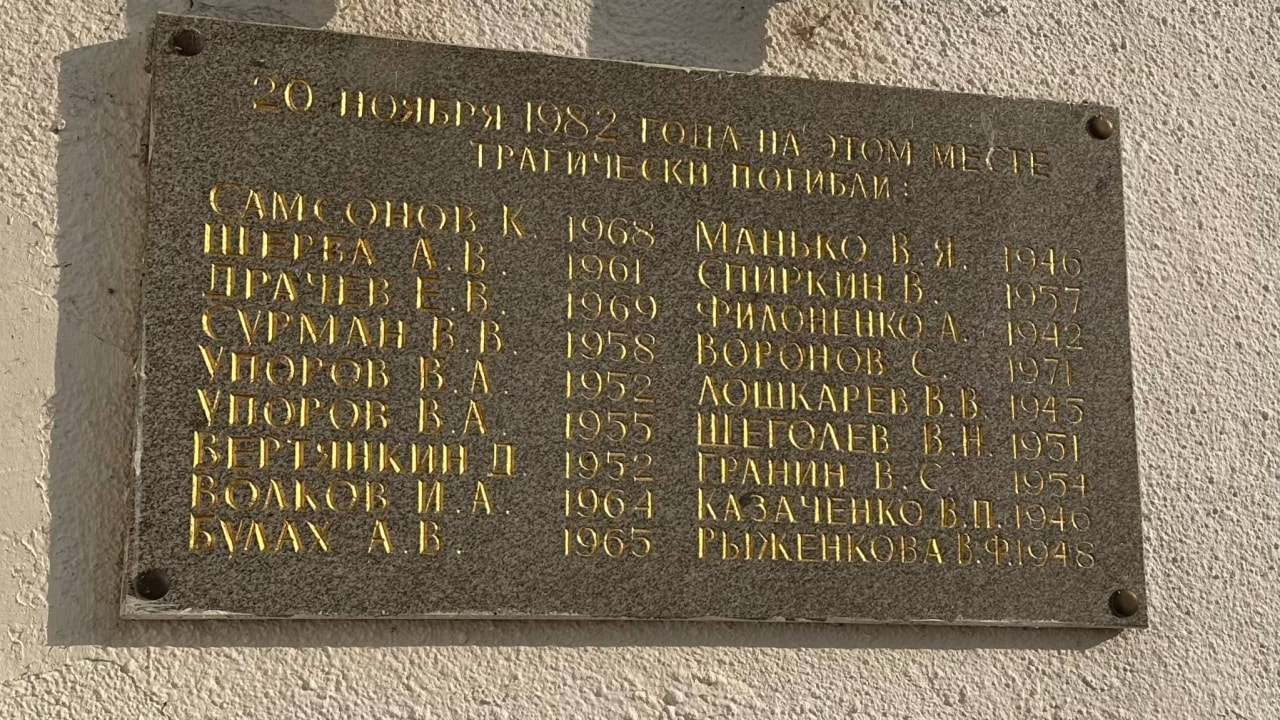 20 НОЯБРЯ 1982 ГОДА НА ЭТОМ МЕСТЕ
ТРАГИЧЕСКИ ПОГИБЛИ:
САМСОНОВ К. 1968 МАНЬКО В.Я. 1946
ЩЕРБА А.В. 1961 СПИРКИН В. 1957
ДРАЧЕВ Е.В. 1969 ФИЛОНЕНКО А. 1942
СУРМАН В.В. 1958 ВОРОНОВ С. 1971
УПОРОВ В.А. 1952 ЛОШКАРЕВ В.В. 1945
УПОРОВ В.А. 1955 ЩЕГОЛЕВ В.Н. 1951
ВЕРТЯНКИН Д. 1952 ГРАНИН В.С. 1954
ВОЛКОВ И.А. 1964 КАЗАЧЕНКО В.П. 1946
БУЛАХ А.В. 1965 РЫЖЕНКОВА В.Ф. 1948